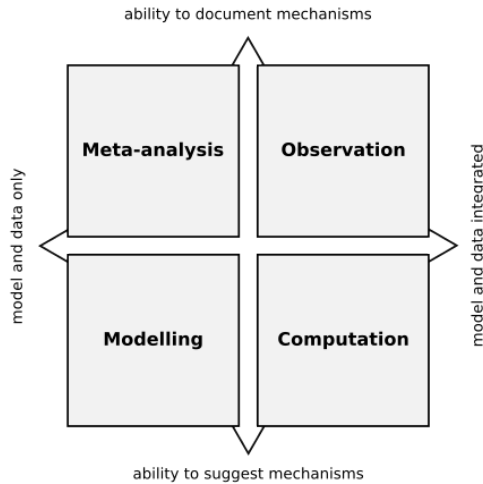 ability to document mechanisms
Meta-analysis
Observation
model and data only
model and data integrated
Modelling
Computation
ability to suggest mechanisms